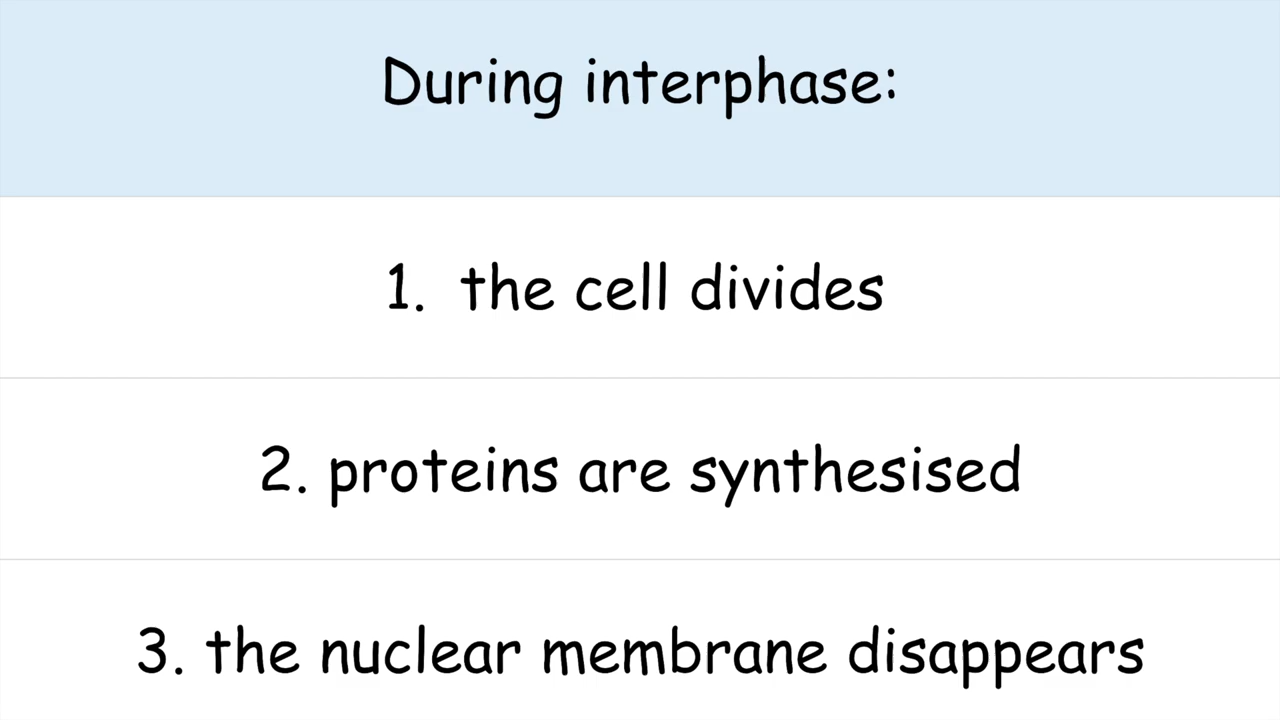 During interphase:
1. the cell divides
2. proteins are synthesised
3. the nuclear membrane disappears